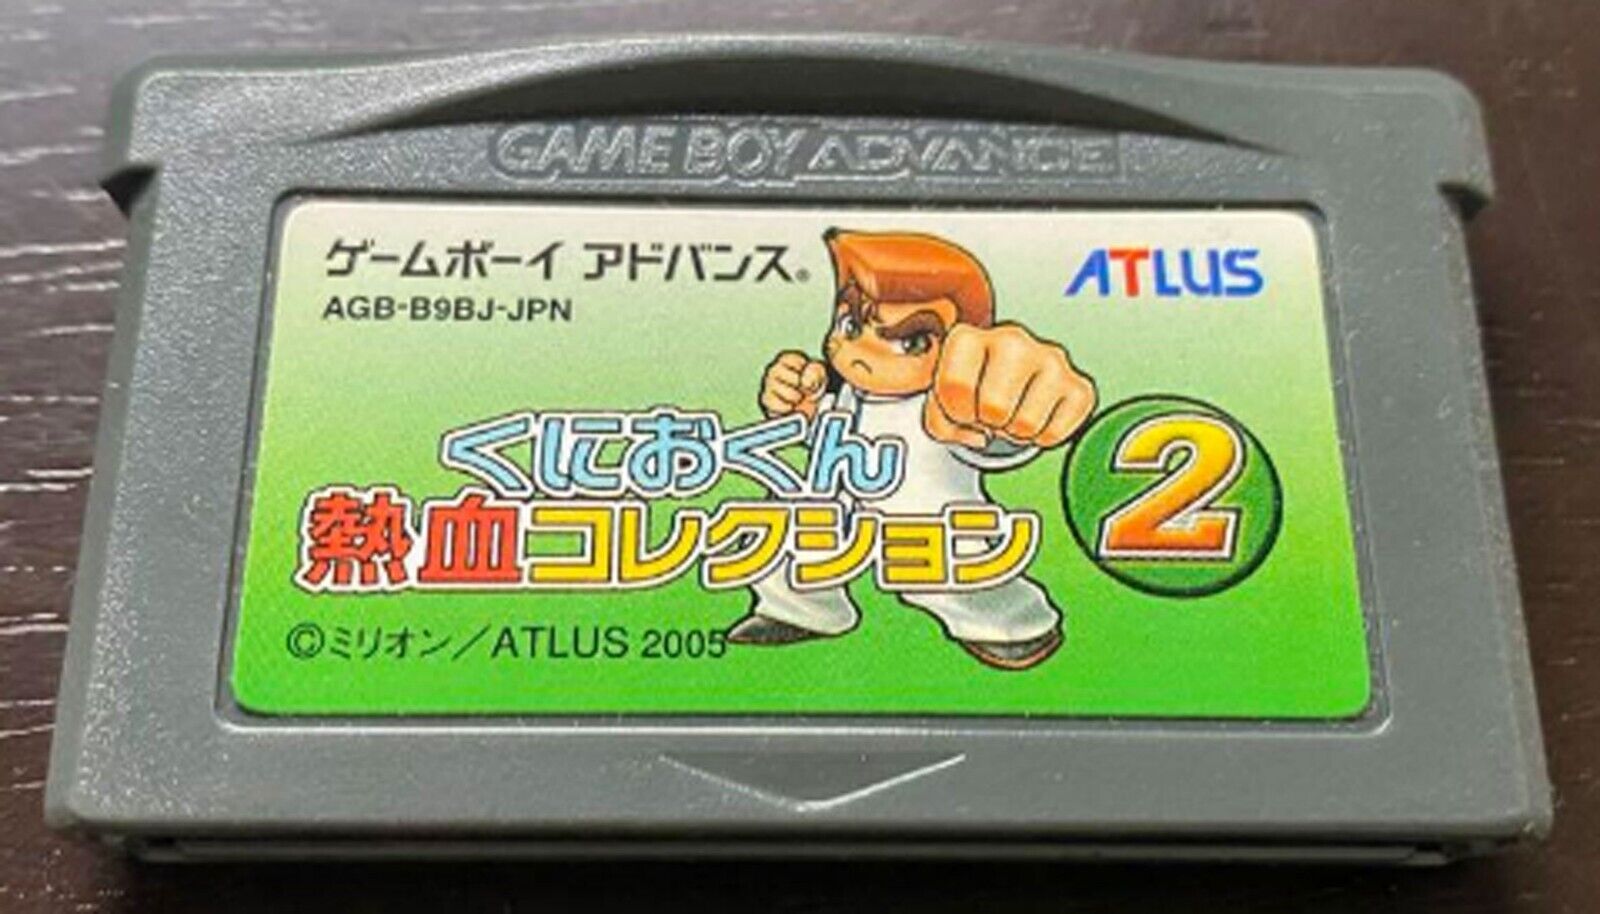 GAME BOY ADVANCE
ゲームボーイ アドバンス®
AGB-B9BJ-JPN
ATLUS
くにおくん
熱血コレクション 2
©ミリオン/ATLUS 2005